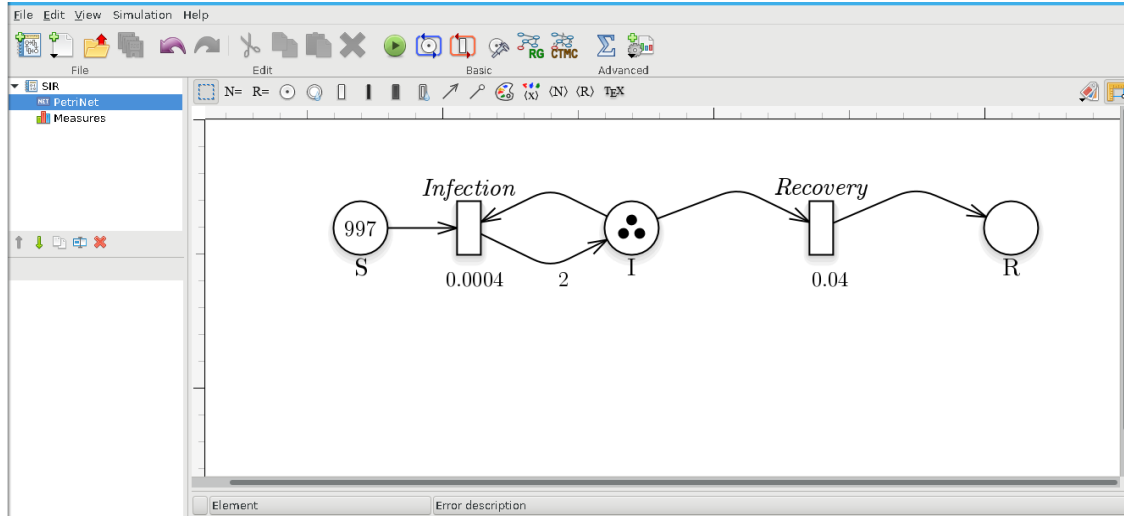 File Edit View Simulation Help
RG CTMC
File Edit Basic Advanced
SIR
NET PetriNet
Measures
N= R= ⟨X⟩ ⟨N⟩ ⟨R⟩ TEX
Infection Recovery
997
S I R
0.0004 2 0.04
Element Error description